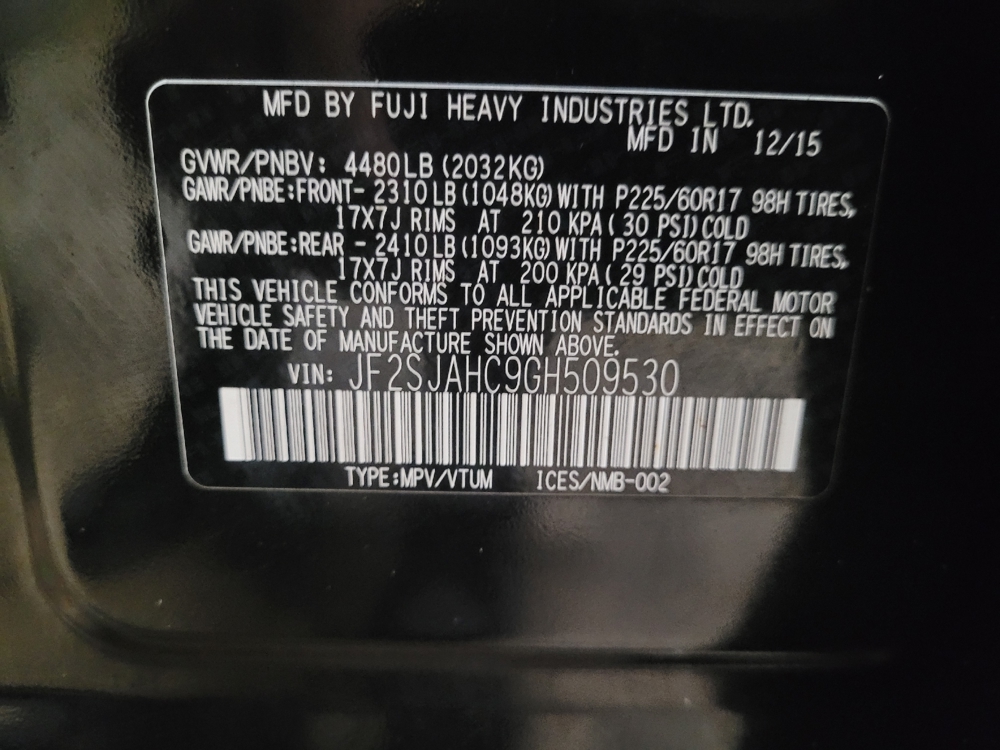 MFD BY FUJI HEAVY INDUSTRIES LTD.
MFD IN 12/15
GVWR/PNBV: 4480LB (2032KG)
GAWR/PNBE:FRONT- 2310LB (1048KG) WITH P225/60R17 98H TIRES,
17X7J RIMS AT 210 KPA ( 30 PSI) COLD
GAWR/PNBE:REAR - 2410LB (1093KG) WITH P225/60R17 98H TIRES,
17X7J RIMS AT 200 KPA ( 29 PSI) COLD
THIS VEHICLE CONFORMS TO ALL APPLICABLE FEDERAL MOTOR
VEHICLE SAFETY AND THEFT PREVENTION STANDARDS IN EFFECT ON
THE DATE OF MANUFACTURE SHOWN ABOVE.
VIN: JF2SJAHC9GH509530
TYPE:MPV/VTUM ICES/NMB-002